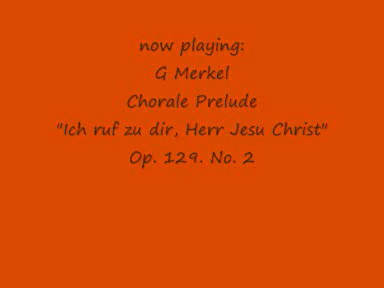 now playing:
G Merkel
Chorale Prelude
"Ich ruf zu dir, Herr Jesu Christ"
Op. 129. No. 2